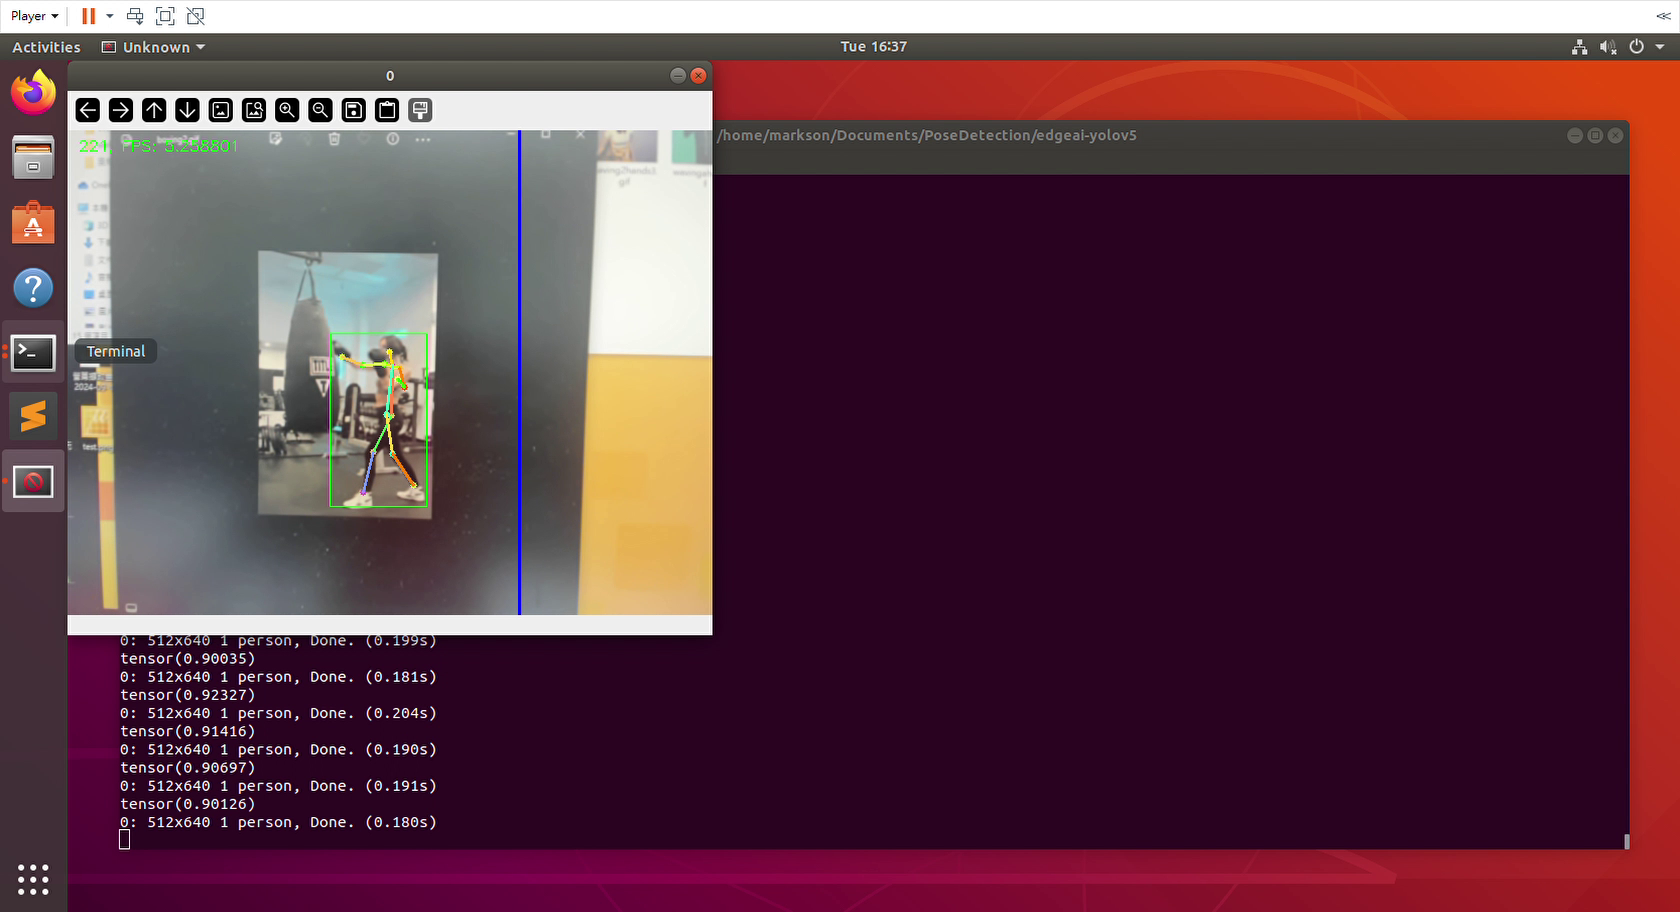 Player
Activities
Unknown
Tue 16:37
0
/home/markson/Documents/PoseDetection/edgeai-yolov5
221, FPS: 5.258801
Terminal
0: 512x640 1 person, Done. (0.199s)
tensor(0.90035)
0: 512x640 1 person, Done. (0.181s)
tensor(0.92327)
0: 512x640 1 person, Done. (0.204s)
tensor(0.91416)
0: 512x640 1 person, Done. (0.190s)
tensor(0.90697)
0: 512x640 1 person, Done. (0.191s)
tensor(0.90126)
0: 512x640 1 person, Done. (0.180s)